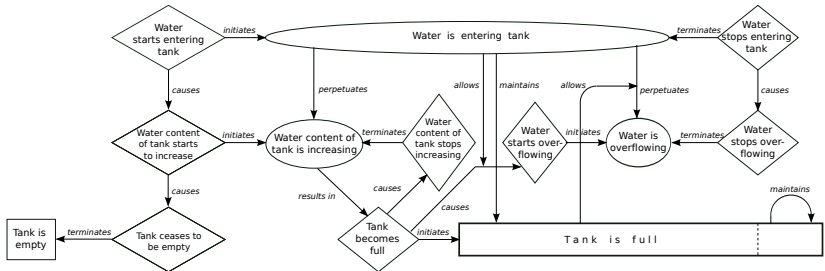 Water
starts entering
tank
initiates
Water is entering tank
terminates
Water
stops entering
tank
causes
perpetuates
allows
maintains
allows
perpetuates
causes
Water content
of tank starts
to increase
initiates
Water content of
tank is increasing
terminates
Water
content of
tank stops
increasing
Water
starts over-
flowing
initiates
Water is
overflowing
terminates
Water
stops over-
flowing
causes
results in
causes
causes
maintains
Tank is
empty
terminates
Tank ceases to
be empty
Tank
becomes
full
initiates
Tank is full